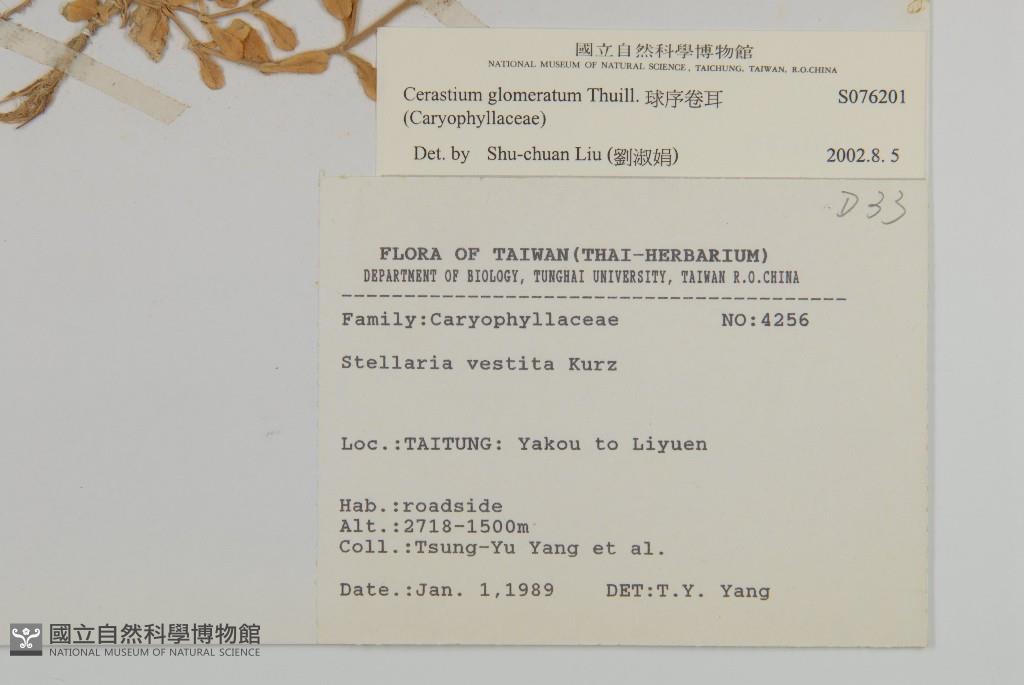 國立自然科學博物館
NATIONAL MUSEUM OF NATURAL SCIENCE, TAICHUNG, TAIWAN, R.O.CHINA
Cerastium glomeratum Thuill. 球序卷耳 S076201
(Caryophyllaceae)
Det. by Shu-chuan Liu (劉淑娟) 2002.8. 5
D33
FLORA OF TAIWAN(THAI-HERBARIUM)
DEPARTMENT OF BIOLOGY, TUNGHAI UNIVERSITY, TAIWAN R.O.CHINA
----------------------------------------
Family:Caryophyllaceae NO:4256
Stellaria vestita Kurz
Loc.:TAITUNG: Yakou to Liyuen
Hab.:roadside
Alt.:2718-1500m
Coll.:Tsung-Yu Yang et al.
Date.:Jan. 1,1989 DET:T.Y. Yang
國立自然科學博物館
NATIONAL MUSEUM OF NATURAL SCIENCE